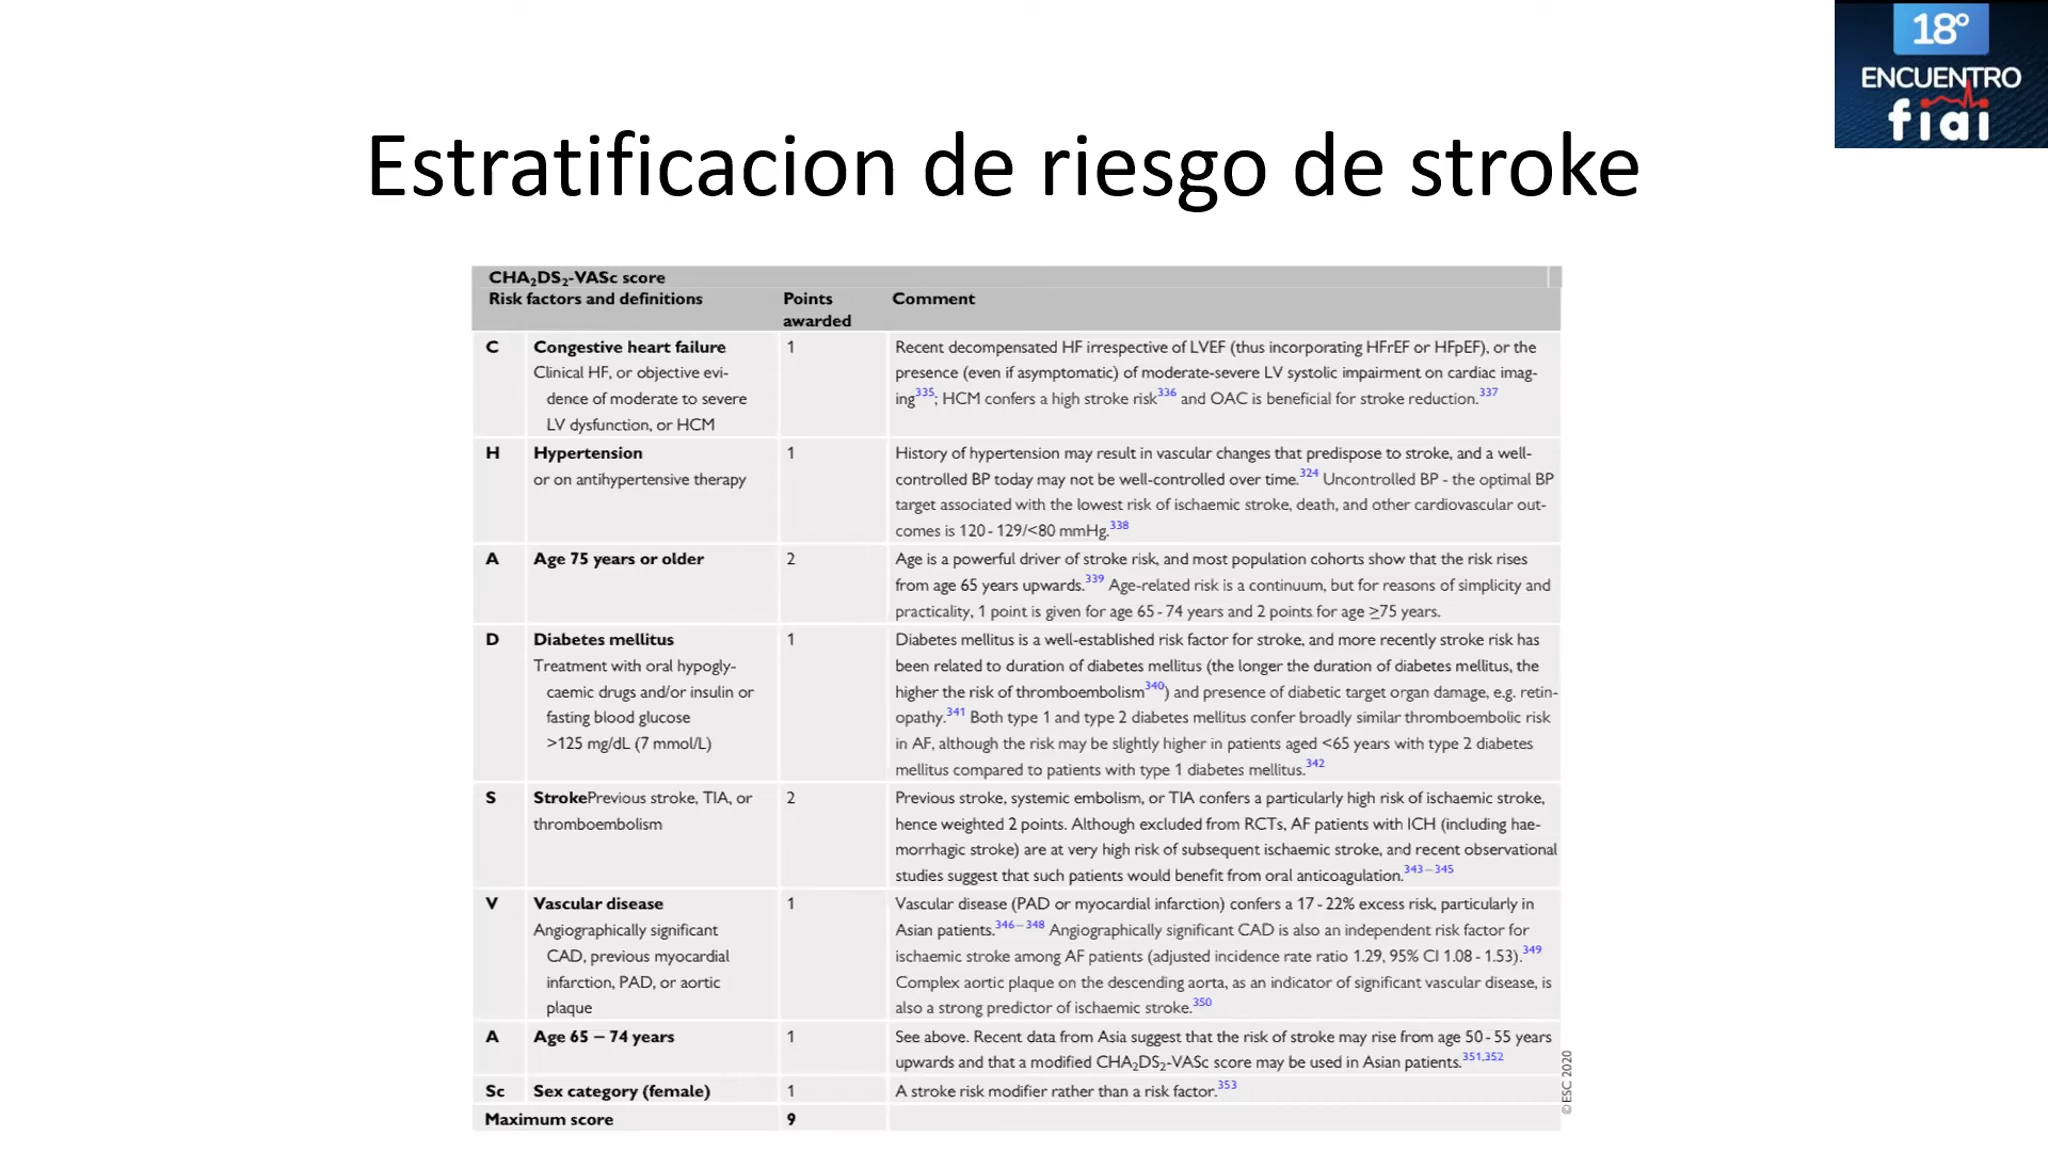 18°
ENCUENTRO
fiai
Estratificacion de riesgo de stroke
CHA₂DS₂-VASc score
Risk factors and definitions Points awarded Comment
C Congestive heart failure 1
Clinical HF, or objective evi-
dence of moderate to severe
LV dysfunction, or HCM
Recent decompensated HF irrespective of LVEF (thus incorporating HFrEF or HFpEF), or the
presence (even if asymptomatic) of moderate-severe LV systolic impairment on cardiac imag-
ing³³⁵; HCM confers a high stroke risk³³⁶ and OAC is beneficial for stroke reduction.³³⁷
H Hypertension 1
or on antihypertensive therapy
History of hypertension may result in vascular changes that predispose to stroke, and a well-
controlled BP today may not be well-controlled over time.³²⁴ Uncontrolled BP - the optimal BP
target associated with the lowest risk of ischaemic stroke, death, and other cardiovascular out-
comes is 120 - 129/<80 mmHg.³³⁸
A Age 75 years or older 2
Age is a powerful driver of stroke risk, and most population cohorts show that the risk rises
from age 65 years upwards.³³⁹ Age-related risk is a continuum, but for reasons of simplicity and
practicality, 1 point is given for age 65 - 74 years and 2 points for age ≥75 years.
D Diabetes mellitus 1
Treatment with oral hypogly-
caemic drugs and/or insulin or
fasting blood glucose
>125 mg/dL (7 mmol/L)
Diabetes mellitus is a well-established risk factor for stroke, and more recently stroke risk has
been related to duration of diabetes mellitus (the longer the duration of diabetes mellitus, the
higher the risk of thromboembolism³⁴⁰) and presence of diabetic target organ damage, e.g. retin-
opathy.³⁴¹ Both type 1 and type 2 diabetes mellitus confer broadly similar thromboembolic risk
in AF, although the risk may be slightly higher in patients aged <65 years with type 2 diabetes
mellitus compared to patients with type 1 diabetes mellitus.³⁴²
S StrokePrevious stroke, TIA, or 2
thromboembolism
Previous stroke, systemic embolism, or TIA confers a particularly high risk of ischaemic stroke,
hence weighted 2 points. Although excluded from RCTs, AF patients with ICH (including hae-
morrhagic stroke) are at very high risk of subsequent ischaemic stroke, and recent observational
studies suggest that such patients would benefit from oral anticoagulation.³⁴³⁻³⁴⁵
V Vascular disease 1
Angiographically significant
CAD, previous myocardial
infarction, PAD, or aortic
plaque
Vascular disease (PAD or myocardial infarction) confers a 17 - 22% excess risk, particularly in
Asian patients.³⁴⁶⁻³⁴⁸ Angiographically significant CAD is also an independent risk factor for
ischaemic stroke among AF patients (adjusted incidence rate ratio 1.29, 95% CI 1.08 - 1.53).³⁴⁹
Complex aortic plaque on the descending aorta, as an indicator of significant vascular disease, is
also a strong predictor of ischaemic stroke.³⁵⁰
A Age 65 – 74 years 1
See above. Recent data from Asia suggest that the risk of stroke may rise from age 50 - 55 years
upwards and that a modified CHA₂DS₂-VASc score may be used in Asian patients.³⁵¹,³⁵²
Sc Sex category (female) 1 A stroke risk modifier rather than a risk factor.³⁵³
Maximum score 9
©ESC 2020